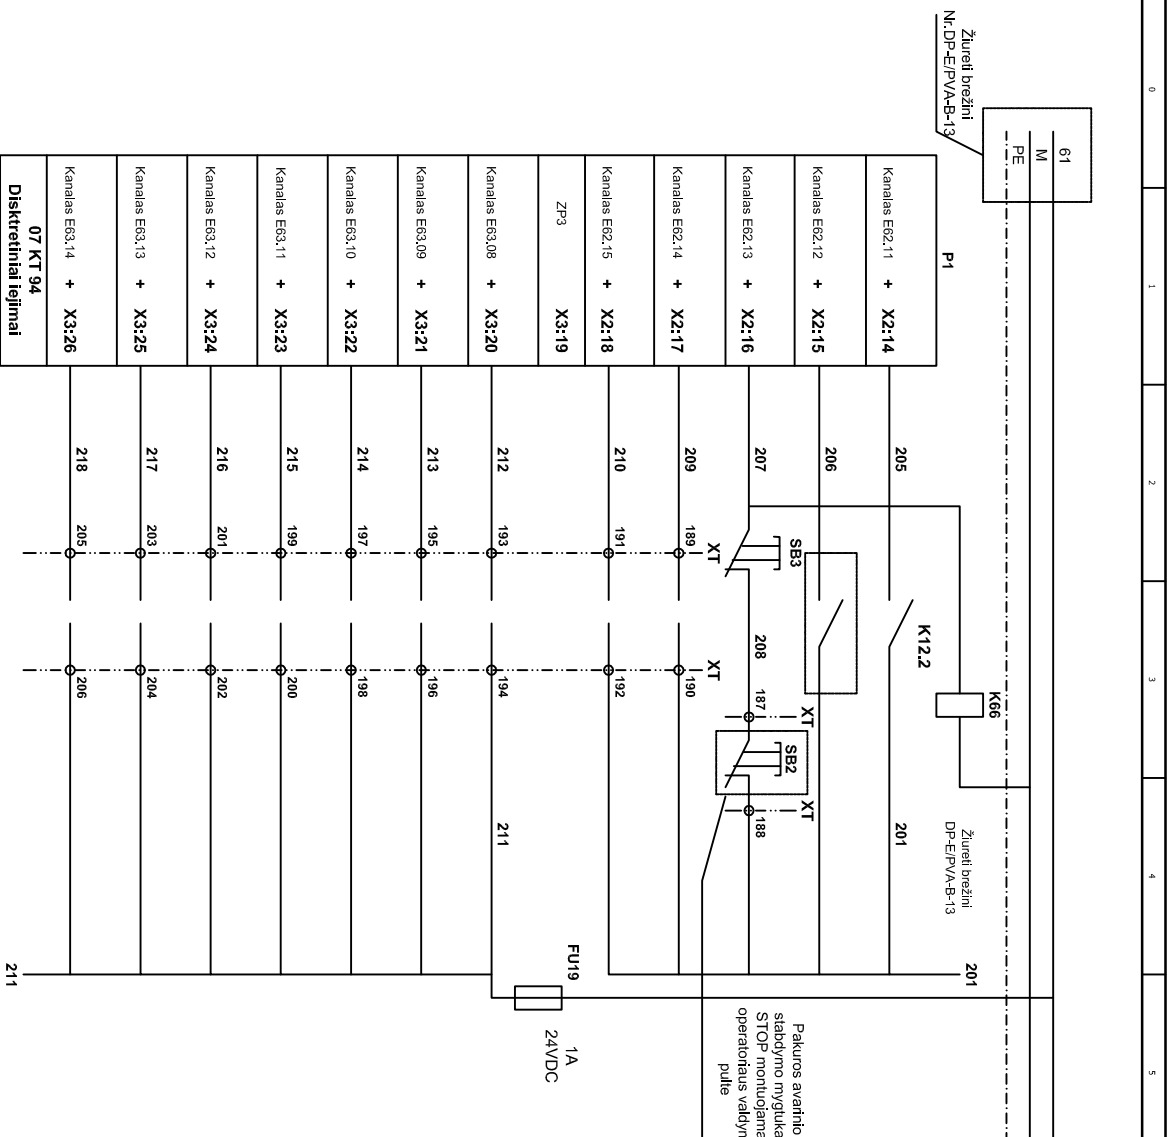 0
1
2
3
4
5
61
M
PE
Žiureti brežini
Nr.DP-E/PVA-B-13
P1
Kanalas E62.11 + X2:14
Kanalas E62.12 + X2:15
Kanalas E62.13 + X2:16
Kanalas E62.14 + X2:17
Kanalas E62.15 + X2:18
ZP3 X3:19
Kanalas E63.08 + X3:20
Kanalas E63.09 + X3:21
Kanalas E63.10 + X3:22
Kanalas E63.11 + X3:23
Kanalas E63.12 + X3:24
Kanalas E63.13 + X3:25
Kanalas E63.14 + X3:26
07 KT 94
Disktretiniai iejimai
205
206
207
209
210
212
213
214
215
216
217
218
SB3
XT
189
191
193
195
197
199
201
203
205
K12.2
K66
208
XT
190
192
194
196
198
200
202
204
206
187
XT
SB2
XT
188
201
Žiureti brežini
DP-E/PVA-B-13
211
201
FU19
1A
24VDC
211
Pakuros avarinio
stabdymo mygtuka
STOP montuojama
operatoriaus valdym
pulte